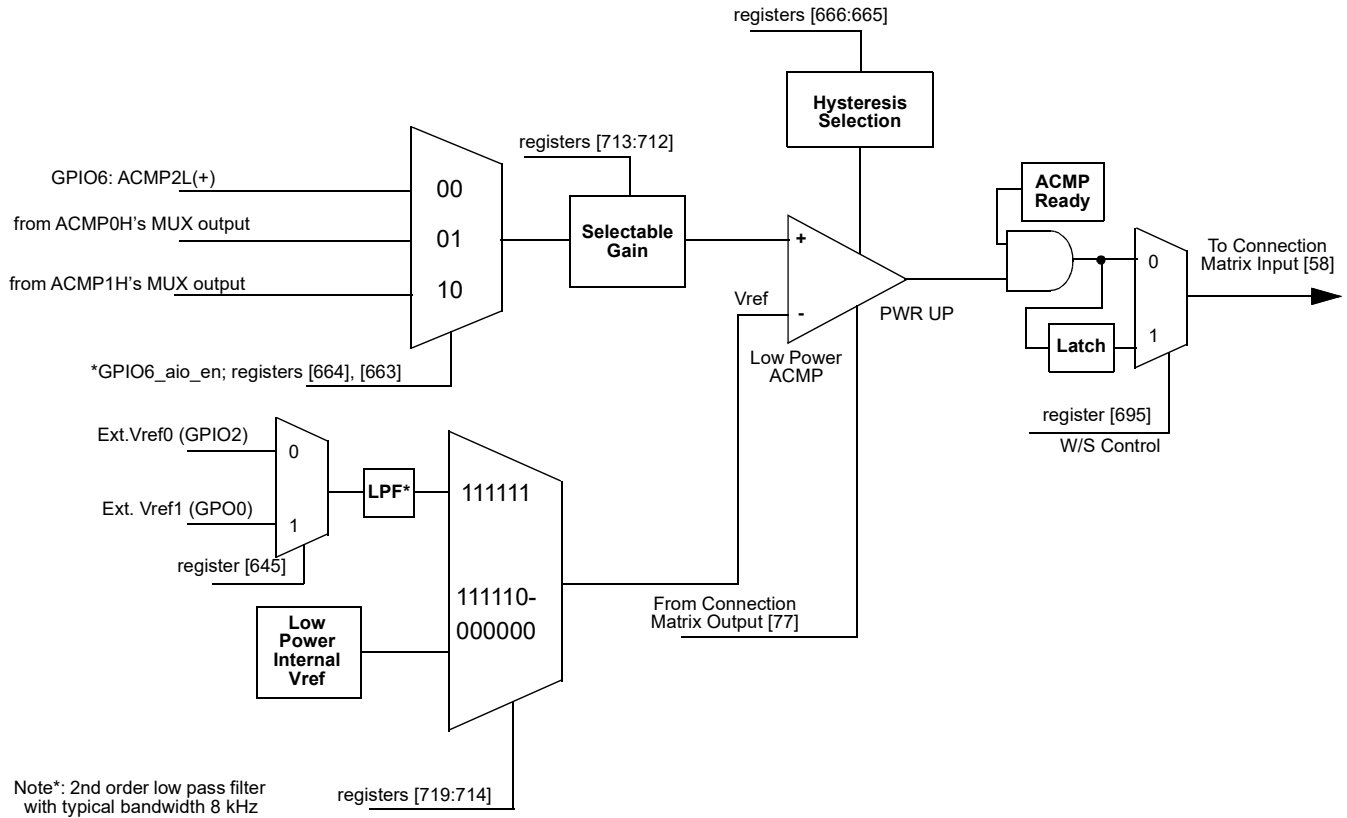 registers [666:665]
Hysteresis
Selection
registers [713:712]
GPIO6: ACMP2L(+)
00
Selectable
Gain
from ACMP0H's MUX output
01
from ACMP1H's MUX output
10
*GPIO6_aio_en; registers [664], [663]
+
Vref
-
Low Power
ACMP
PWR UP
ACMP
Ready
0
To Connection
Matrix Input [58]
1
Latch
register [695]
W/S Control
Ext.Vref0 (GPIO2)
0
LPF*
111111
Ext. Vref1 (GPO0)
1
register [645]
111110-
000000
Low
Power
Internal
Vref
From Connection
Matrix Output [77]
Note*: 2nd order low pass filter
with typical bandwidth 8 kHz
registers [719:714]